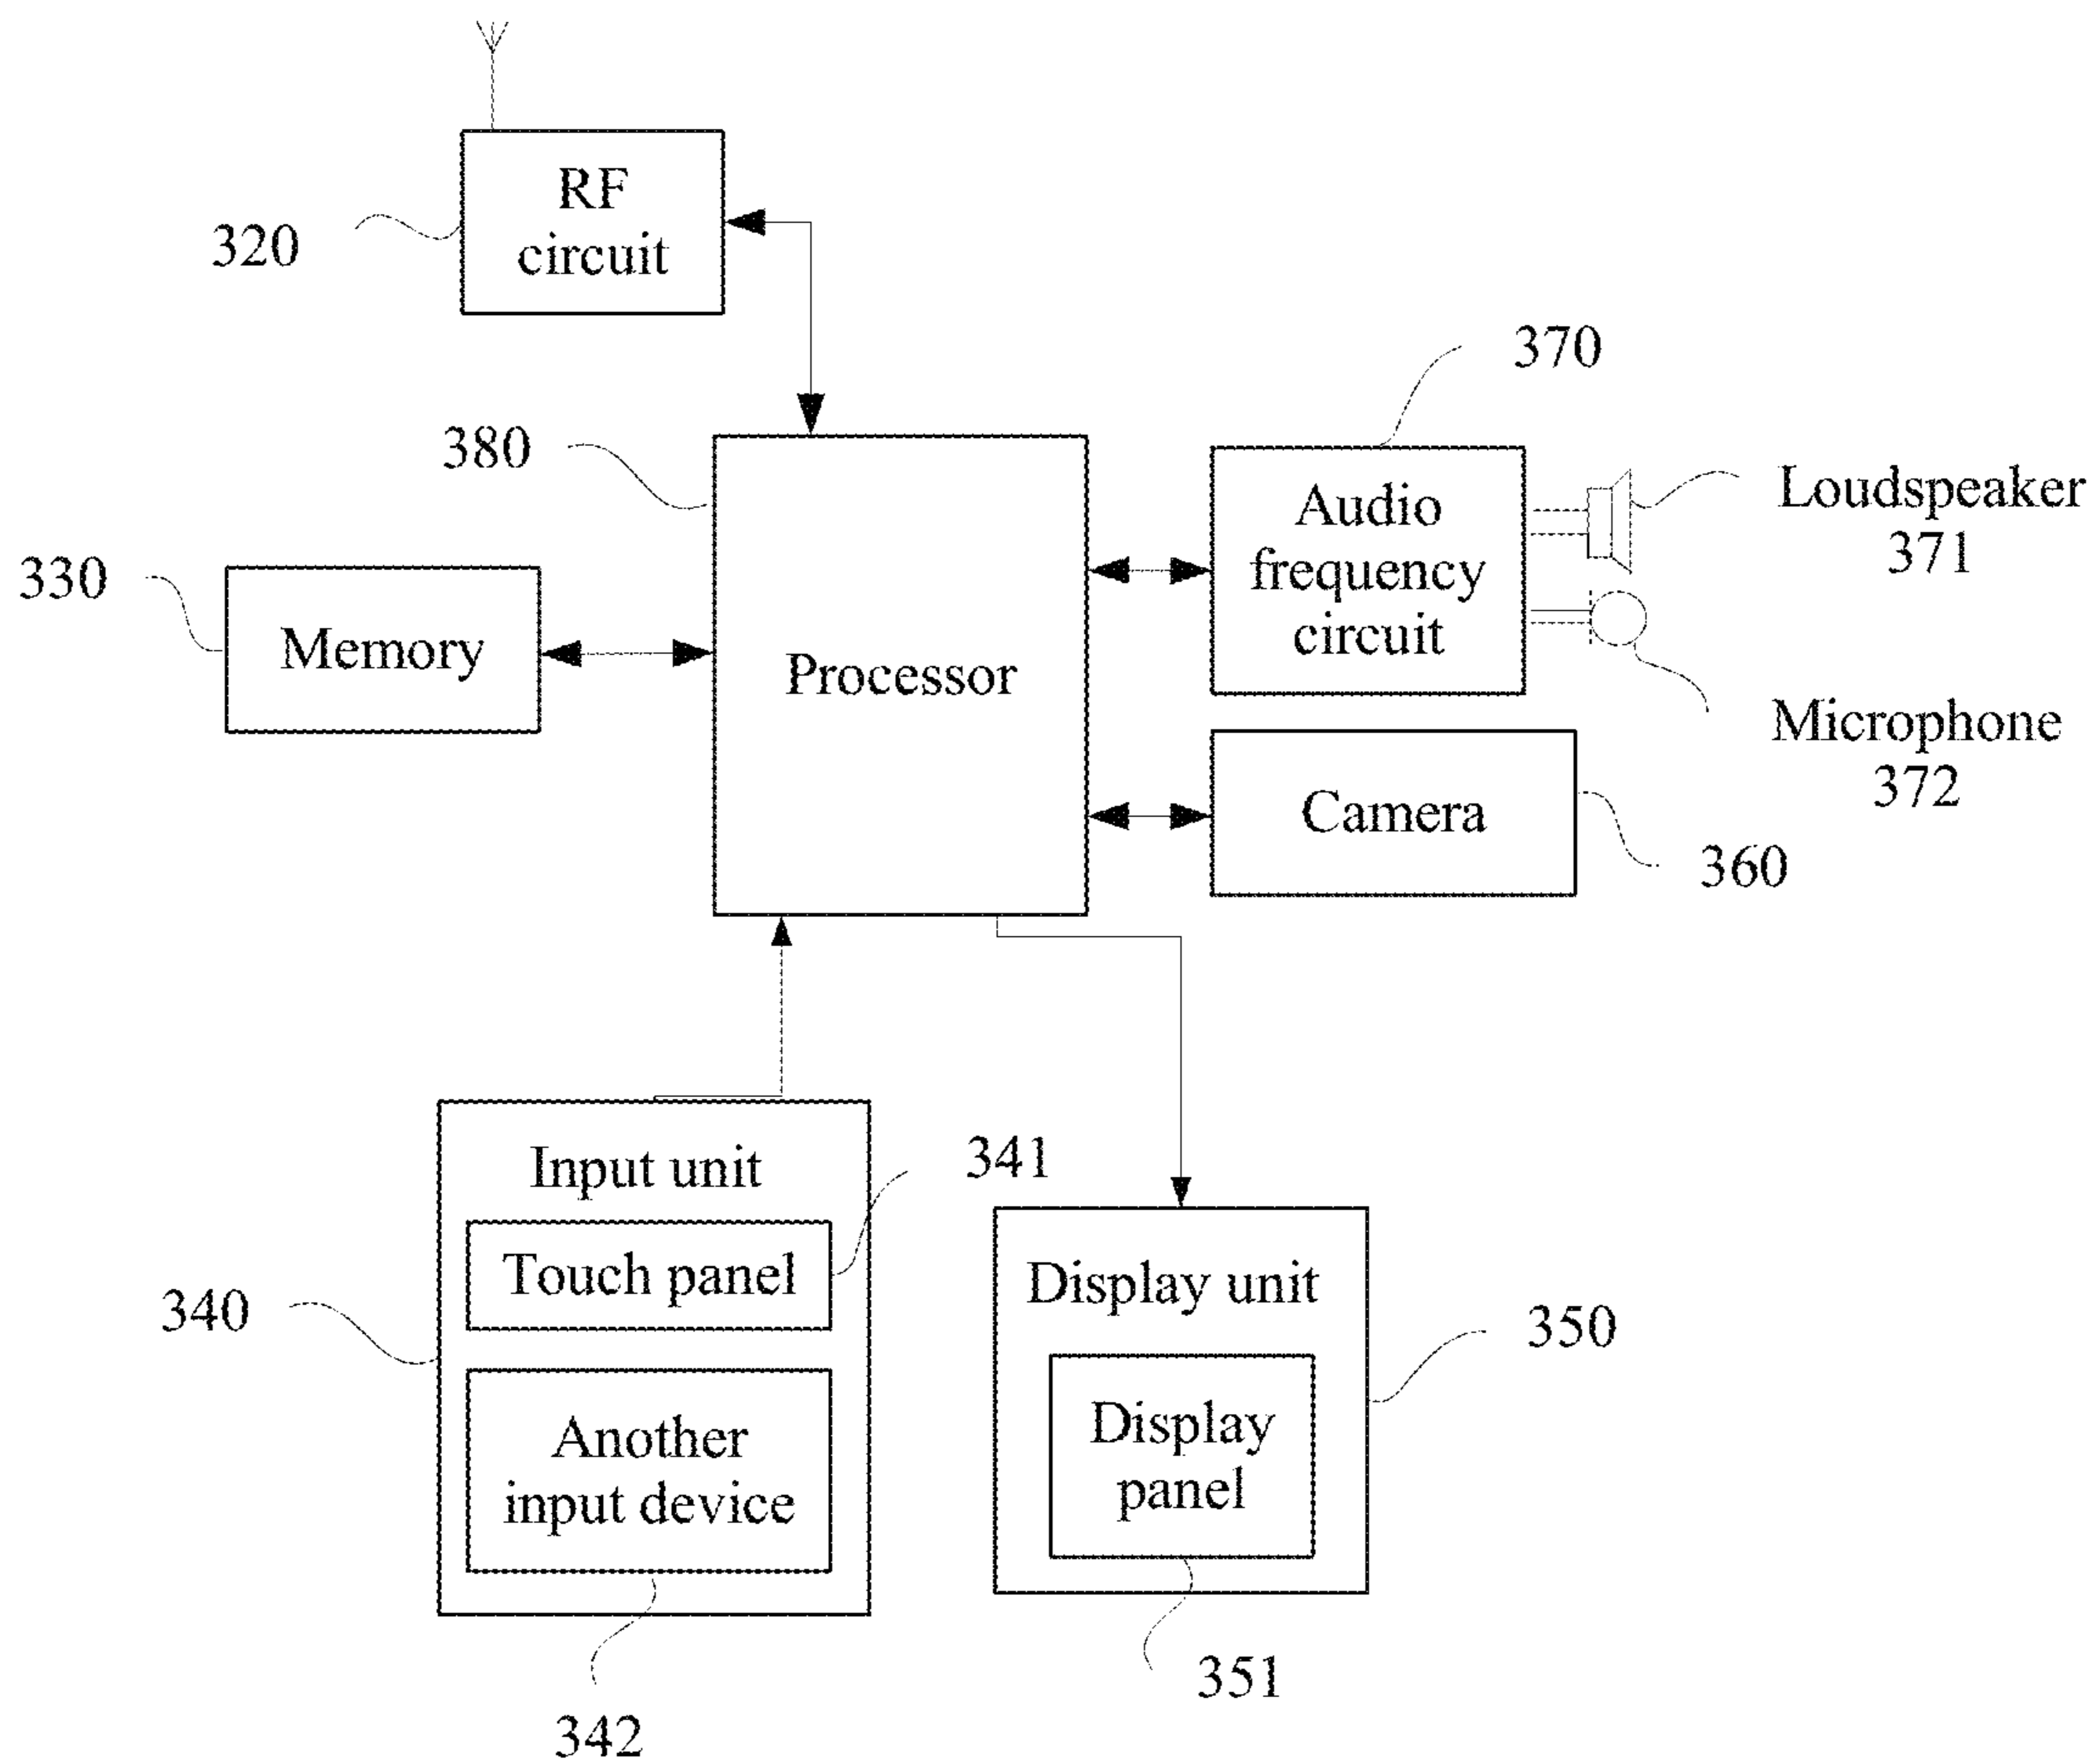 RF
circuit
320
370
380
Loudspeaker
371
Audio
frequency
circuit
330
Memory
Processor
Microphone
372
Camera
360
Input unit
341
Touch panel
340
Another
input device
342
Display unit
350
Display
panel
351